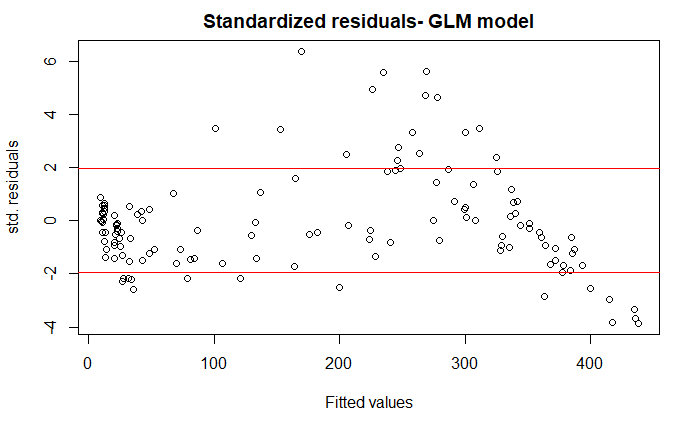 Standardized residuals- GLM model
std. residuals
6
4
2
0
-2
-4
0 100 200 300 400
Fitted values